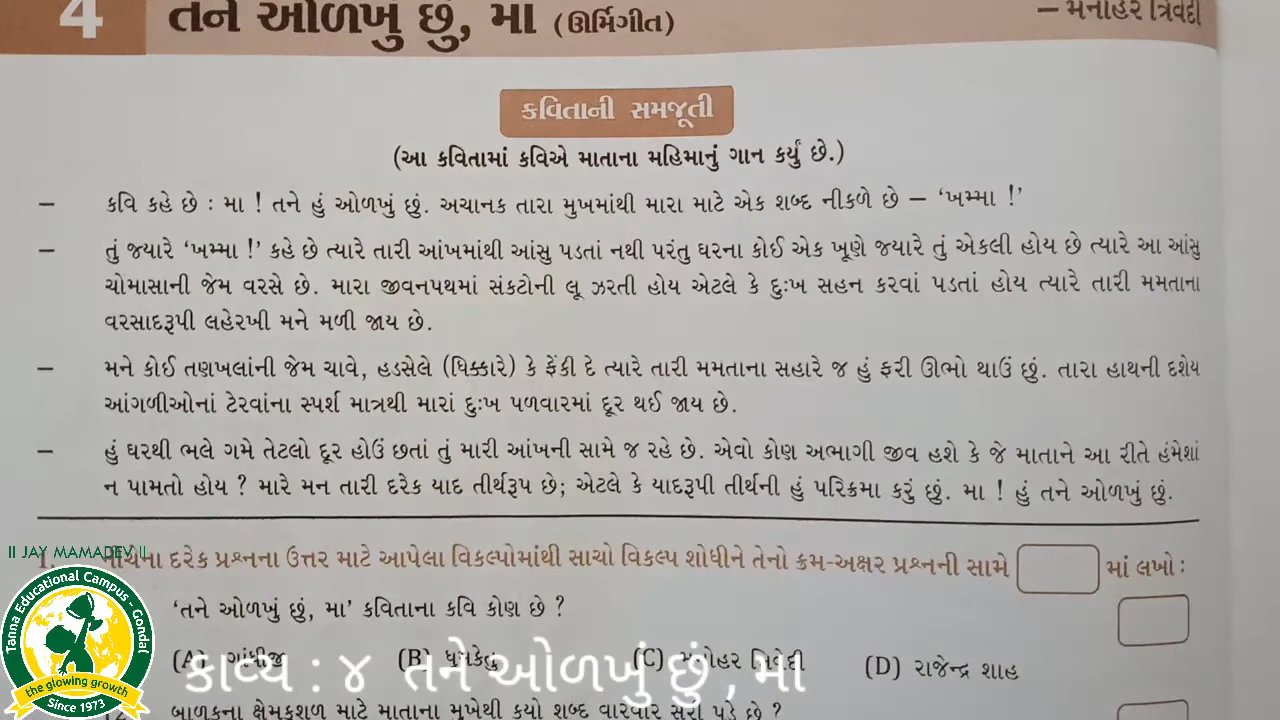 4 તને ઓળખું છું, મા (ઊર્મિગીત) – મનોહર ત્રિવેદી
કવિતાની સમજૂતી
(આ કવિતામાં કવિએ માતાના મહિમાનું ગાન કર્યું છે.)
– કવિ કહે છે : મા ! તને હું ઓળખું છું. અચાનક તારા મુખમાંથી મારા માટે એક શબ્દ નીકળે છે – ‘ખમ્મા !’
– તું જ્યારે ‘ખમ્મા !’ કહે છે ત્યારે તારી આંખમાંથી આંસુ પડતાં નથી પરંતુ ઘરના કોઈ એક ખૂણે જ્યારે તું એકલી હોય છે ત્યારે આ આંસુ
ચોમાસાની જેમ વરસે છે. મારા જીવનપથમાં સંકટોની લૂ ઝરતી હોય એટલે કે દુઃખ સહન કરવાં પડતાં હોય ત્યારે તારી મમતાના
વરસાદરૂપી લહેરખી મને મળી જાય છે.
– મને કોઈ તણખલાંની જેમ ચાવે, હડસેલે (ધિક્કારે) કે ફેંકી દે ત્યારે તારી મમતાના સહારે જ હું ફરી ઊભો થાઉં છું. તારા હાથની દશેય
આંગળીઓનાં ટેરવાંના સ્પર્શ માત્રથી મારાં દુઃખ પળવારમાં દૂર થઈ જાય છે.
– હું ઘરથી ભલે ગમે તેટલો દૂર હોઉં છતાં તું મારી આંખની સામે જ રહે છે. એવો કોણ અભાગી જીવ હશે કે જે માતાને આ રીતે હંમેશાં
ન પામતો હોય ? મારે મન તારી દરેક યાદ તીર્થરૂપ છે; એટલે કે યાદરૂપી તીર્થની હું પરિક્રમા કરું છું. મા ! હું તને ઓળખું છું.
II JAY MAMADEV II
1. નીચેના દરેક પ્રશ્નના ઉત્તર માટે આપેલા વિકલ્પોમાંથી સાચો વિકલ્પ શોધીને તેનો ક્રમ-અક્ષર પ્રશ્નની સામે માં લખો :
‘તને ઓળખું છું, મા’ કવિતાના કવિ કોણ છે ?
(A) ગાંધીજી (B) ધૂમકેતુ (C) મનોહર ત્રિવેદી (D) રાજેન્દ્ર શાહ
કાવ્ય : ૪ તને ઓળખું છું , મા
બાળકના ક્ષેમકુશળ માટે માતાના મુખેથી કયો શબ્દ વારંવાર સરી પડે છે ?
Tanna Educational Campus - Gondal
the glowing growth
Since 1973